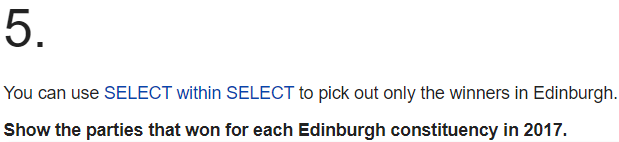 5.
You can use SELECT within SELECT to pick out only the winners in Edinburgh.
Show the parties that won for each Edinburgh constituency in 2017.